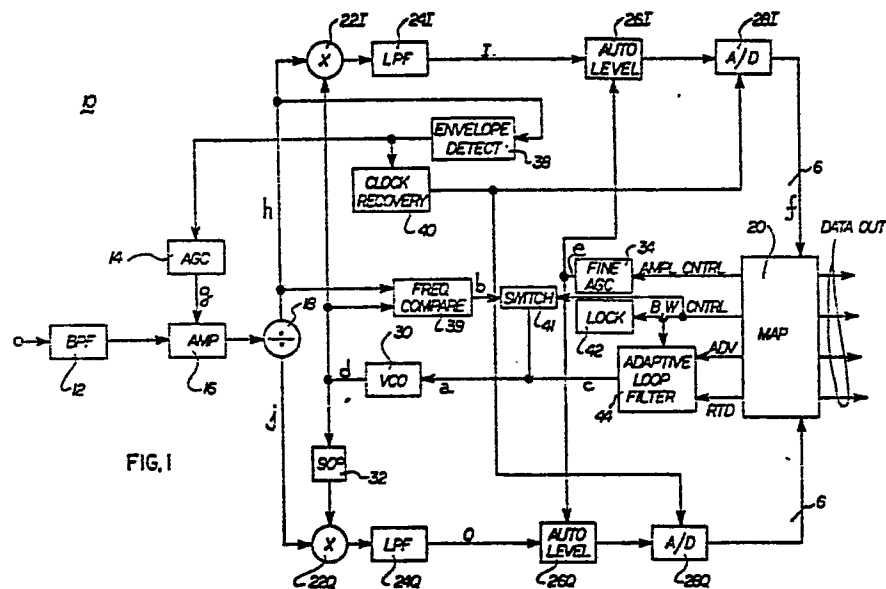 10
22I
X
24I
LPF
I
26I
AUTO
LEVEL
28I
A/D
ENVELOPE
DETECT
38
CLOCK
RECOVERY
40
6
f
h
14
AGC
g
18
÷
FREQ.
COMPARE
39
b
SWITCH
41
e
34
FINE
AGC
AMPL CNTRL
LOCK
42
B.W. CNTRL
20
MAP
DATA OUT
BPF
12
AMP
16
30
VCO
d
a
c
ADAPTIVE
LOOP
FILTER
44
ADV
RTD
j
FIG. 1
90°
32
X
22Q
LPF
24Q
Q
AUTO
LEVEL
26Q
A/D
28Q
6